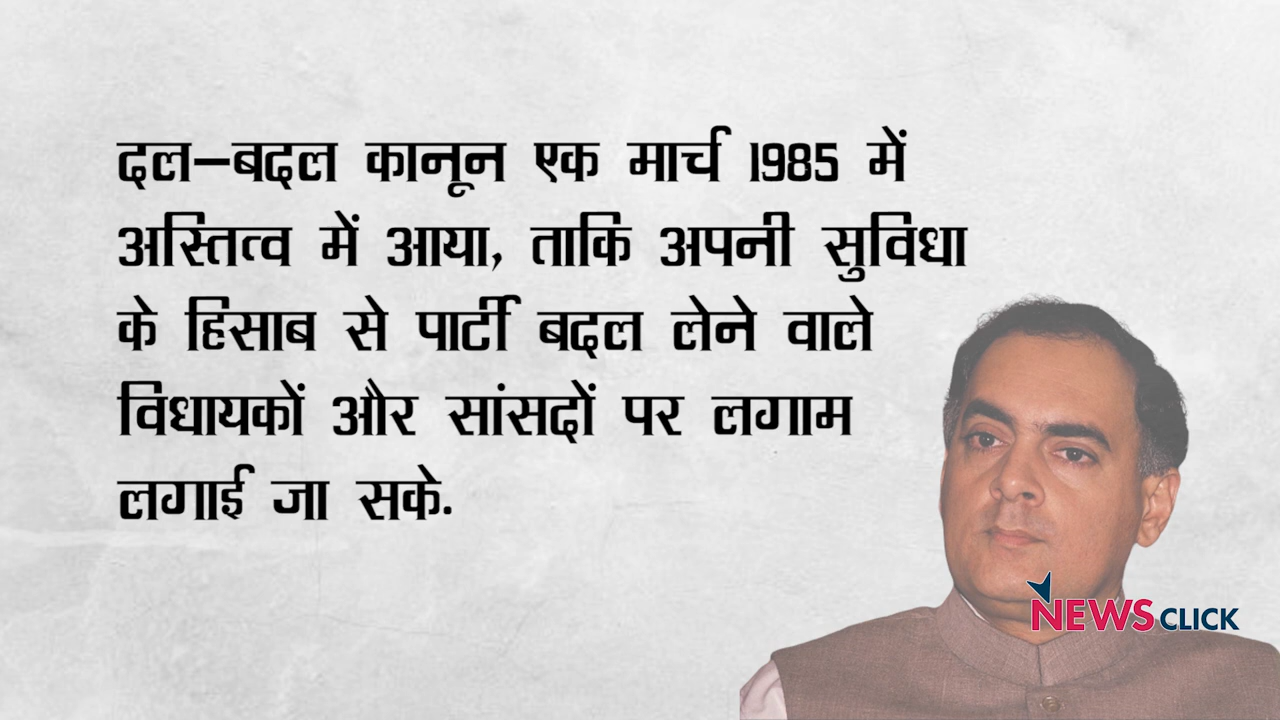 दल-बदल कानून एक मार्च 1985 में
अस्तित्व में आया, ताकि अपनी सुविधा
के हिसाब से पार्टी बदल लेने वाले
विधायकों और सांसदों पर लगाम
लगाई जा सके.
NEWSCLICK